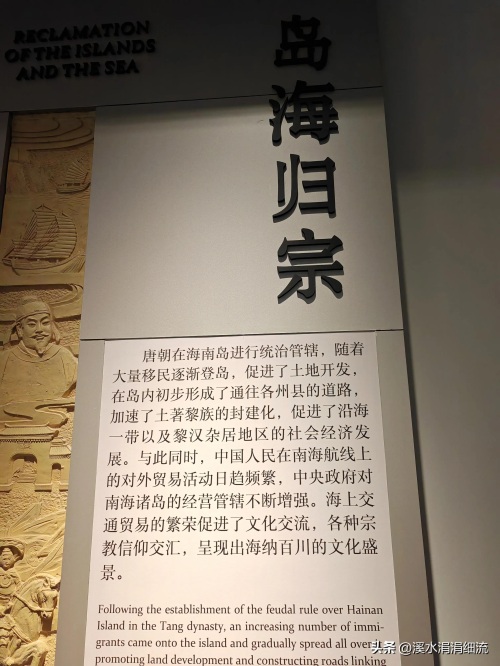 RECLAMATION
OF THE ISLANDS
AND THE SEA
岛海归宗
唐朝在海南岛进行统治管辖，随着
大量移民逐渐登岛，促进了土地开发，
在岛内初步形成了通往各州县的道路，
加速了土著黎族的封建化，促进了沿海
一带以及黎汉杂居地区的社会经济发
展。与此同时，中国人民在南海航线上
的对外贸易活动日趋频繁，中央政府对
南海诸岛的经营管辖不断增强。海上交
通贸易的繁荣促进了文化交流，各种宗
教信仰交汇，呈现出海纳百川的文化盛
景。
Following the establishment of the feudal rule over Hainan
Island in the Tang dynasty, an increasing number of immi-
grants came onto the island and gradually spread all over
promoting land development and constructing roads linking
头条 @溪水涓涓细流